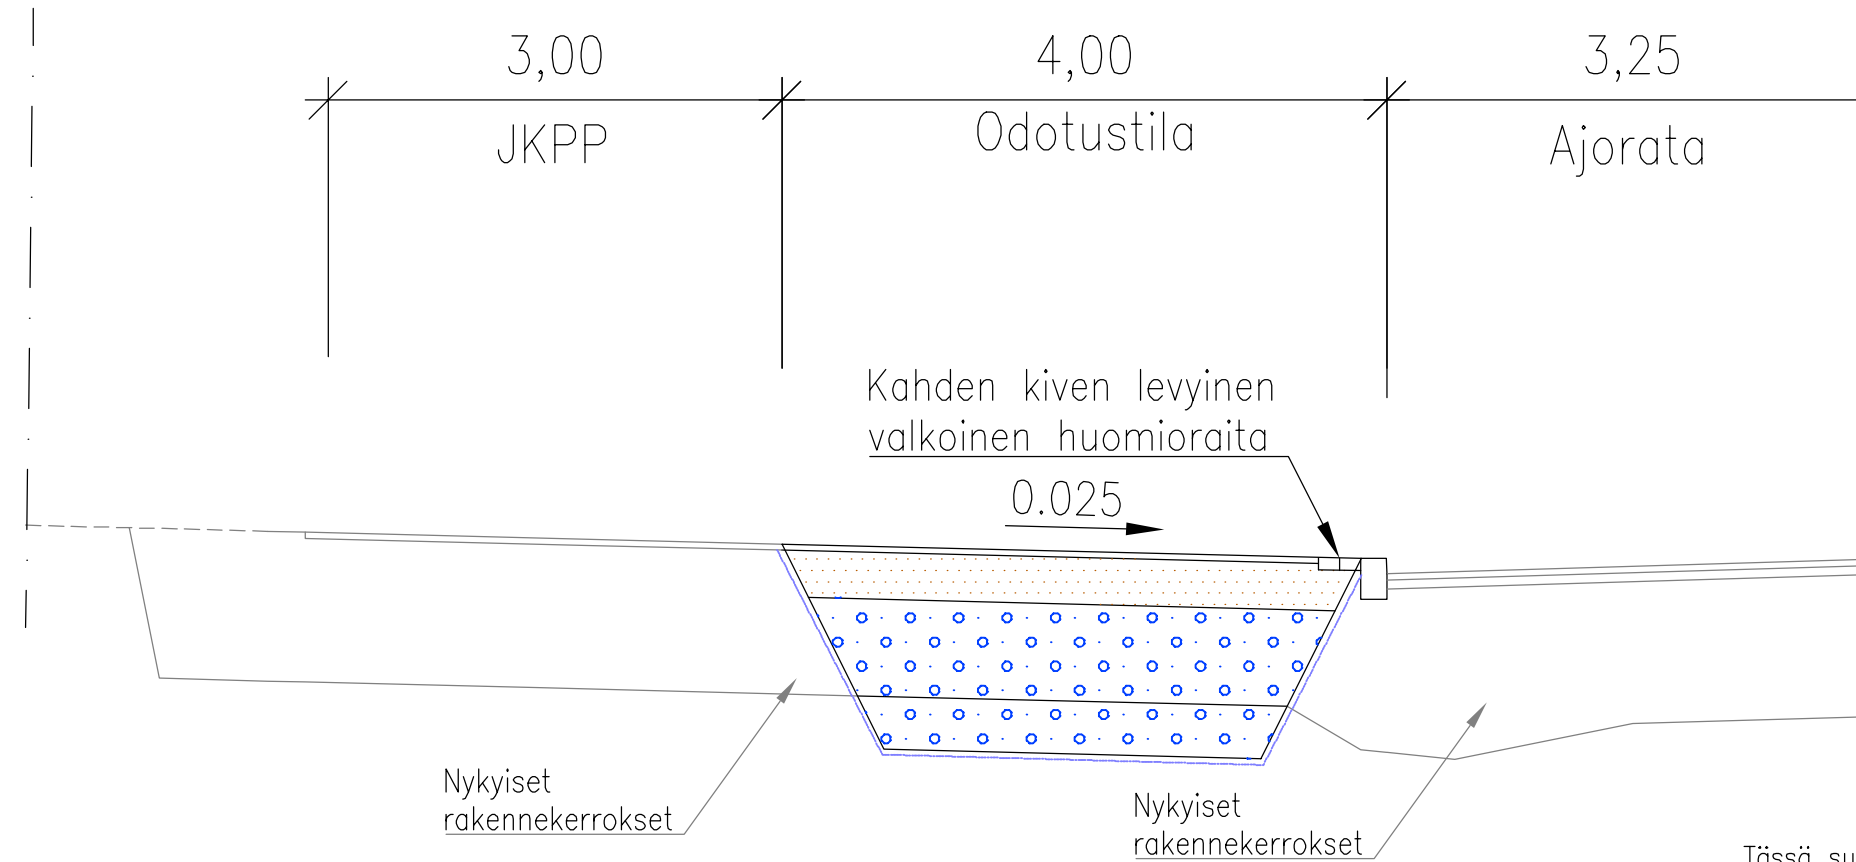 3,00
4,00
3,25
JKPP
Odotustila
Ajorata
Kahden kiven levyinen
valkoinen huomioraita
0.025
Nykyiset
rakennekerrokset
Nykyiset
rakennekerrokset
Tässä